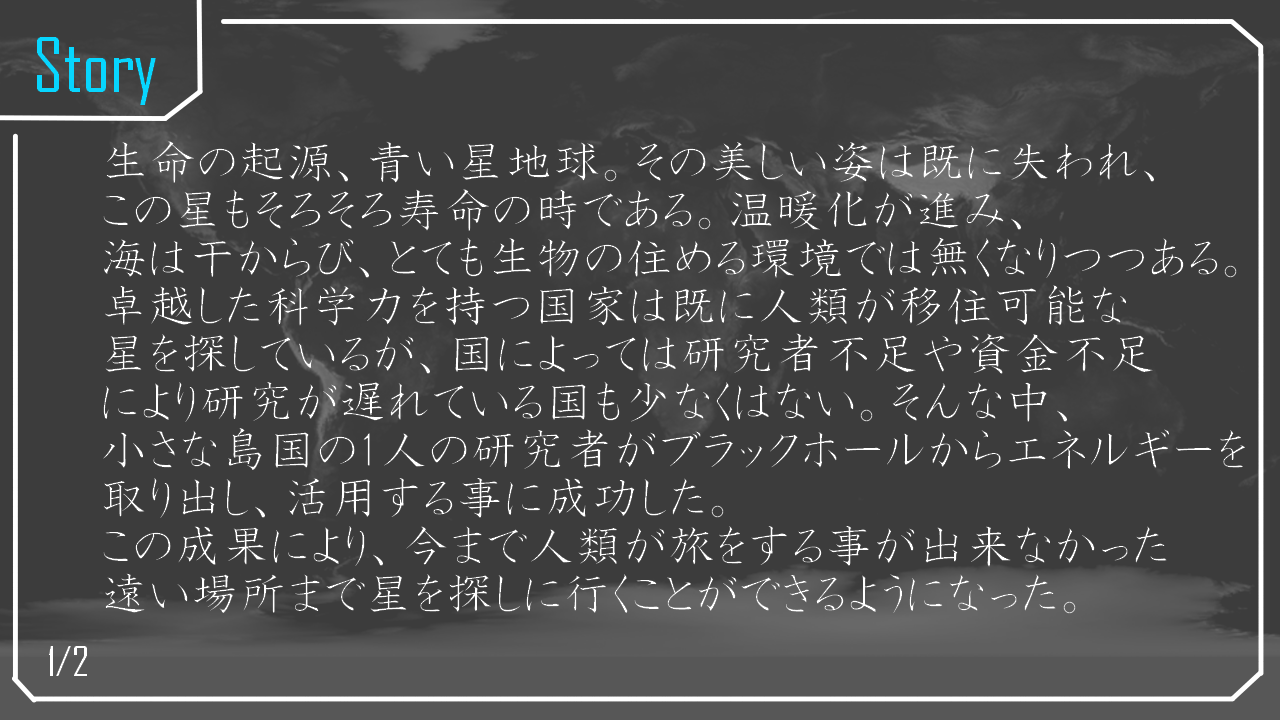 Story
生命の起源、青い星地球。その美しい姿は既に失われ、
この星もそろそろ寿命の時である。温暖化が進み、
海は干からび、とても生物の住める環境では無くなりつつある。
卓越した科学力を持つ国家は既に人類が移住可能な
星を探しているが、国によっては研究者不足や資金不足
により研究が遅れている国も少なくはない。そんな中、
小さな島国の1人の研究者がブラックホールからエネルギーを
取り出し、活用する事に成功した。
この成果により、今まで人類が旅をする事が出来なかった
遠い場所まで星を探しに行くことができるようになった。
1/2